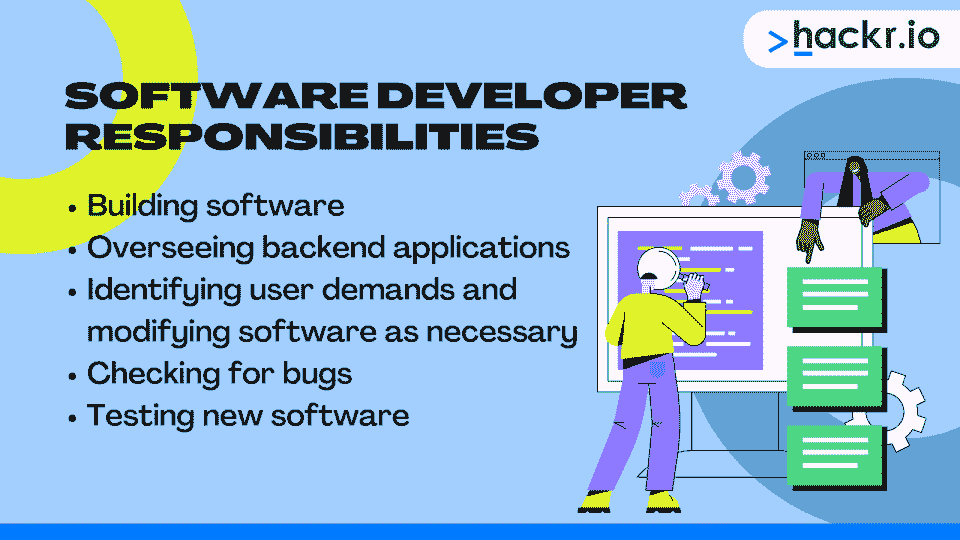 >hackr.io
SOFTWARE DEVELOPER
RESPONSIBILITIES
• Building software
• Overseeing backend applications
• Identifying user demands and
modifying software as necessary
• Checking for bugs
• Testing new software